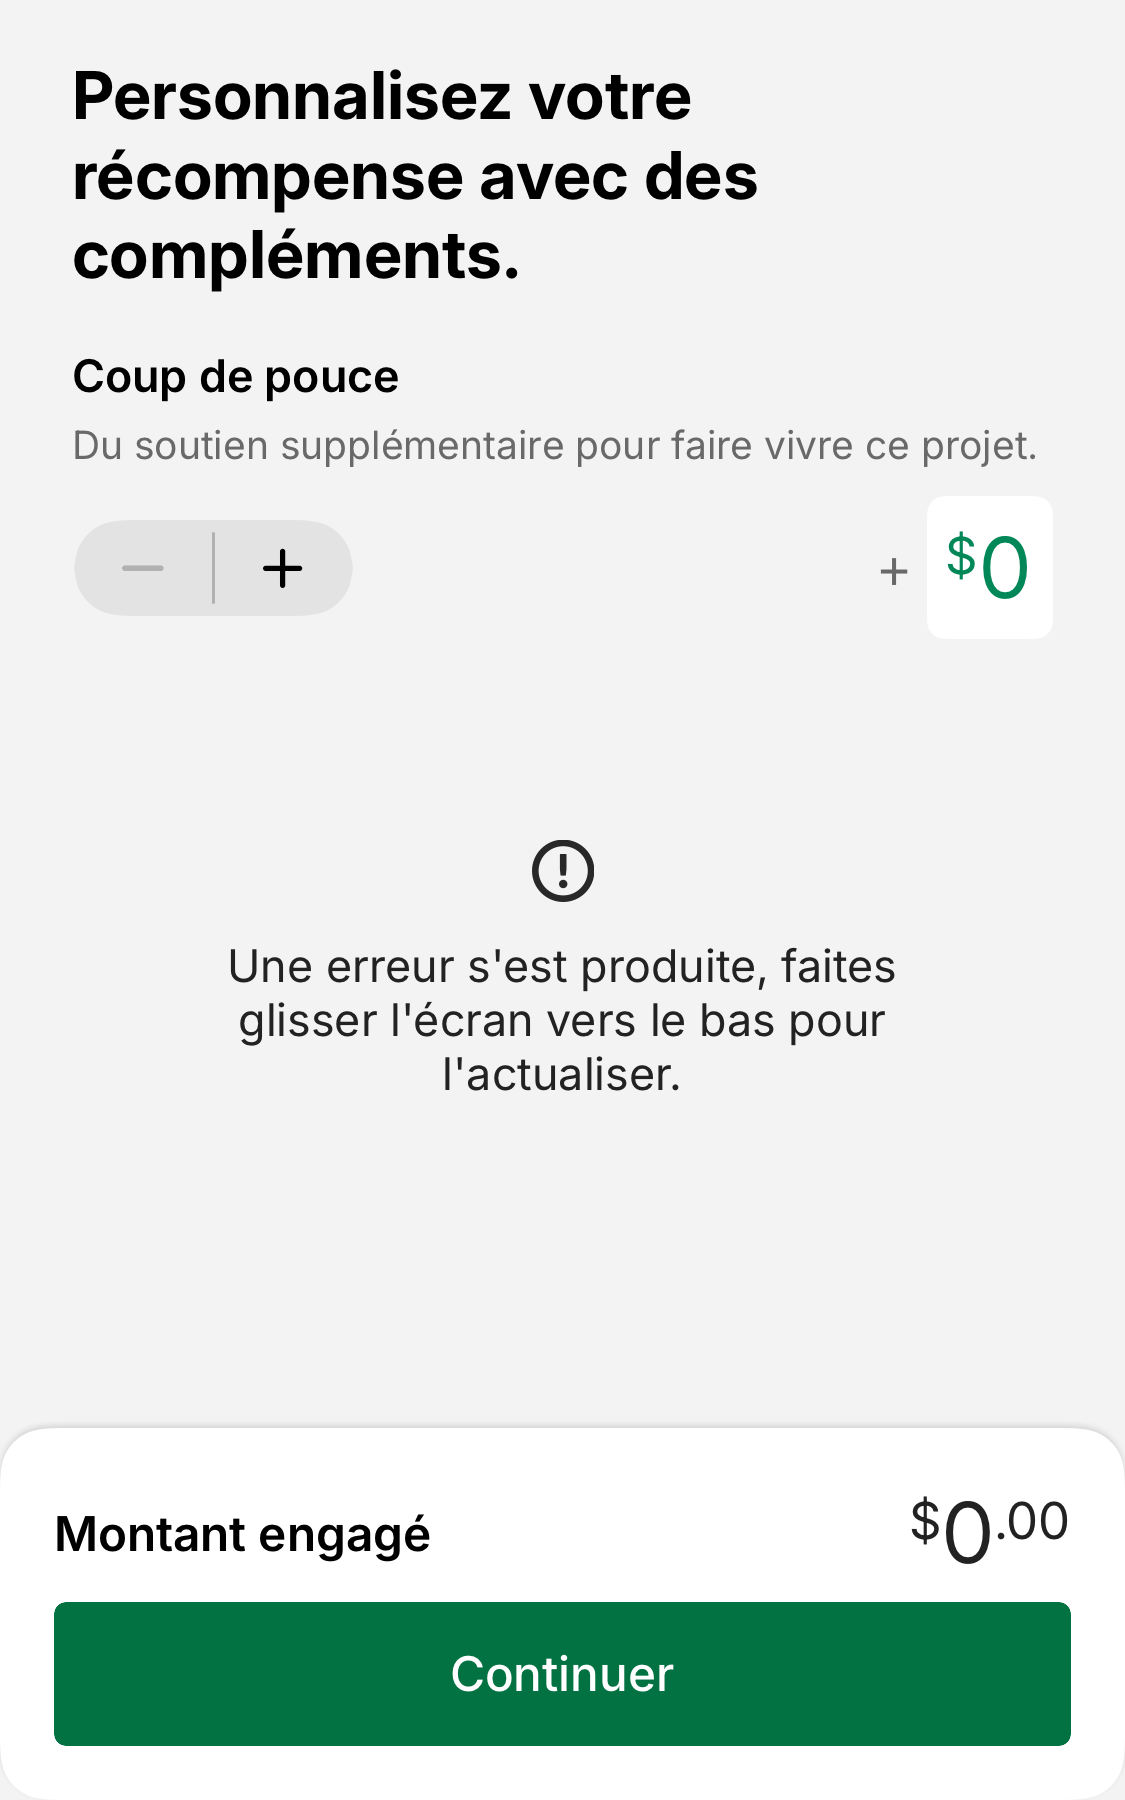 Personnalisez votre
récompense avec des
compléments.
Coup de pouce
Du soutien supplémentaire pour faire vivre ce projet.
+ $0
Une erreur s'est produite, faites
glisser l'écran vers le bas pour
l'actualiser.
Montant engagé $0.00
Continuer